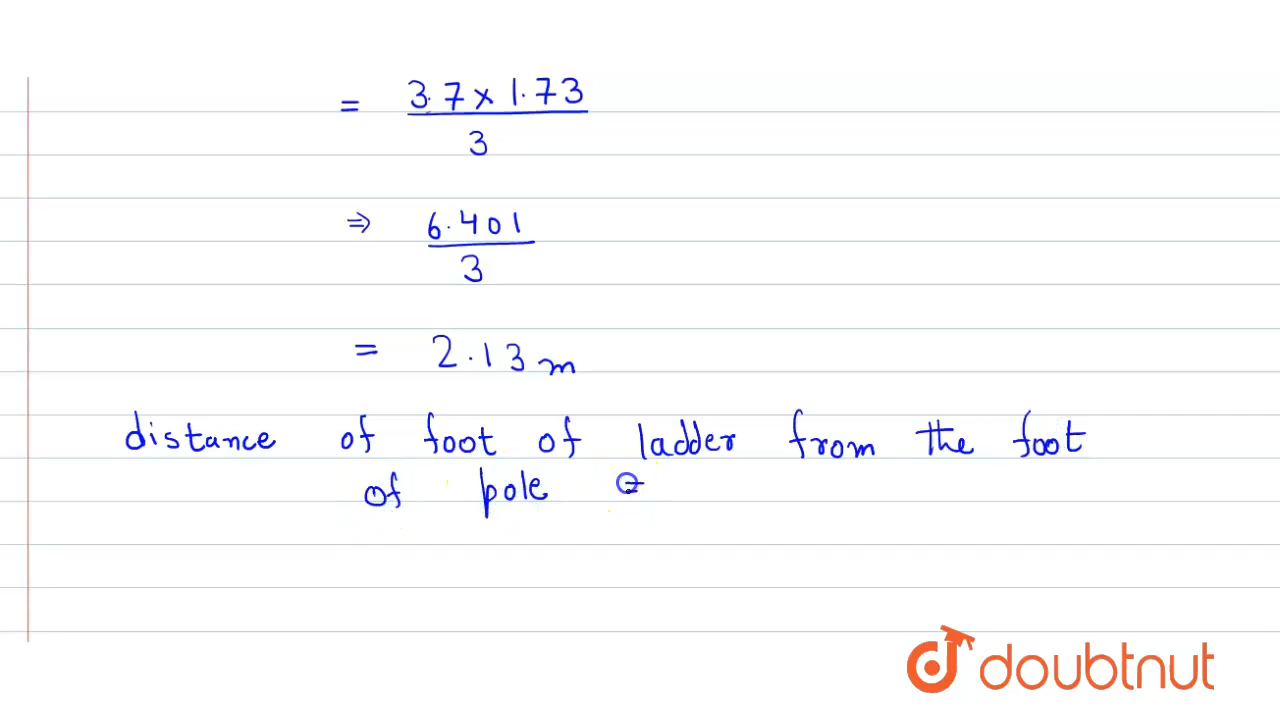 = 3.7 x 1.73
3
⇒ 6.401
3
= 2.13 m
distance of foot of ladder from the foot
of pole =
doubtnut